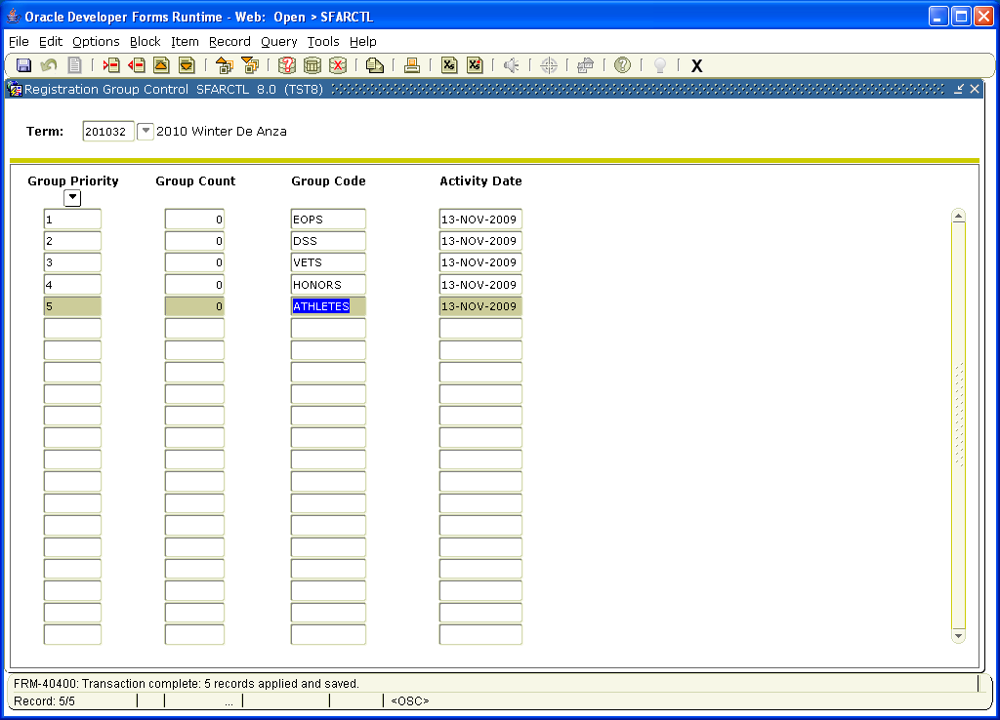 Oracle Developer Forms Runtime - Web: Open > SFARCTL
File Edit Options Block Item Record Query Tools Help
X
Registration Group Control SFARCTL 8.0 (TST8)
Term: 201032 2010 Winter De Anza
Group Priority Group Count Group Code Activity Date
1 0 EOPS 13-NOV-2009
2 0 DSS 13-NOV-2009
3 0 VETS 13-NOV-2009
4 0 HONORS 13-NOV-2009
5 0 ATHLETES 13-NOV-2009
FRM-40400: Transaction complete: 5 records applied and saved.
Record: 5/5 ... <OSC>